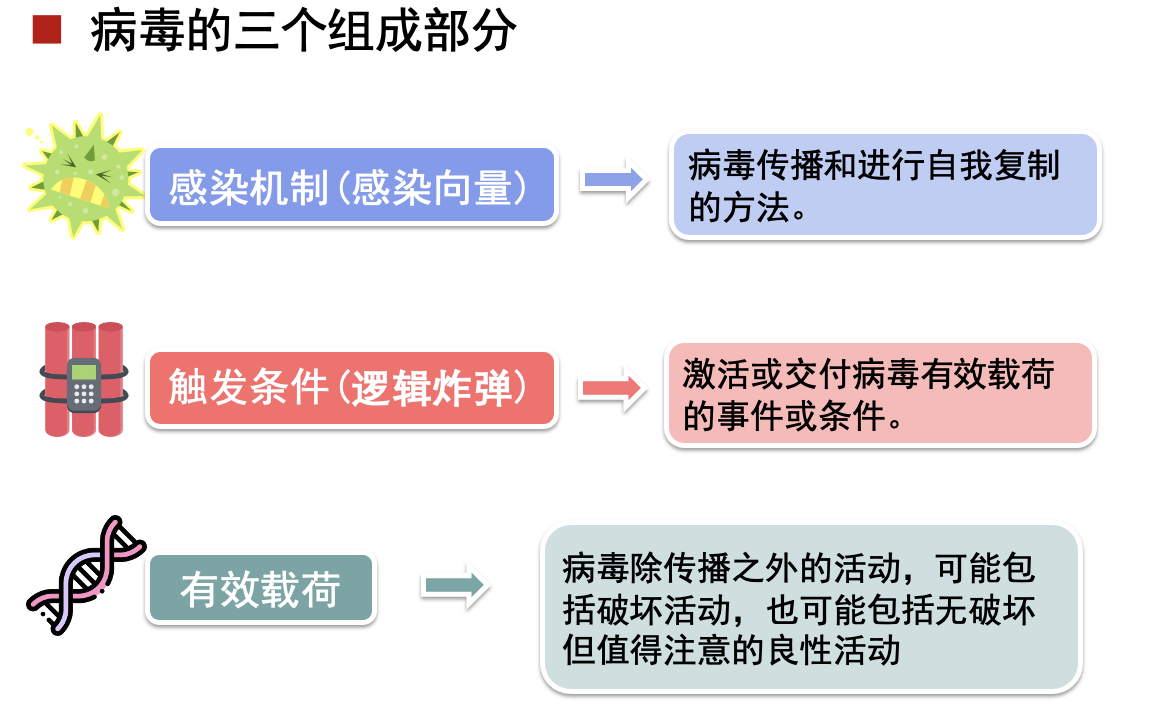 病毒的三个组成部分
感染机制(感染向量)
病毒传播和进行自我复制
的方法。
触发条件(逻辑炸弹)
激活或交付病毒有效载荷
的事件或条件。
有效载荷
病毒除传播之外的活动，可能包
括破坏活动，也可能包括无破坏
但值得注意的良性活动